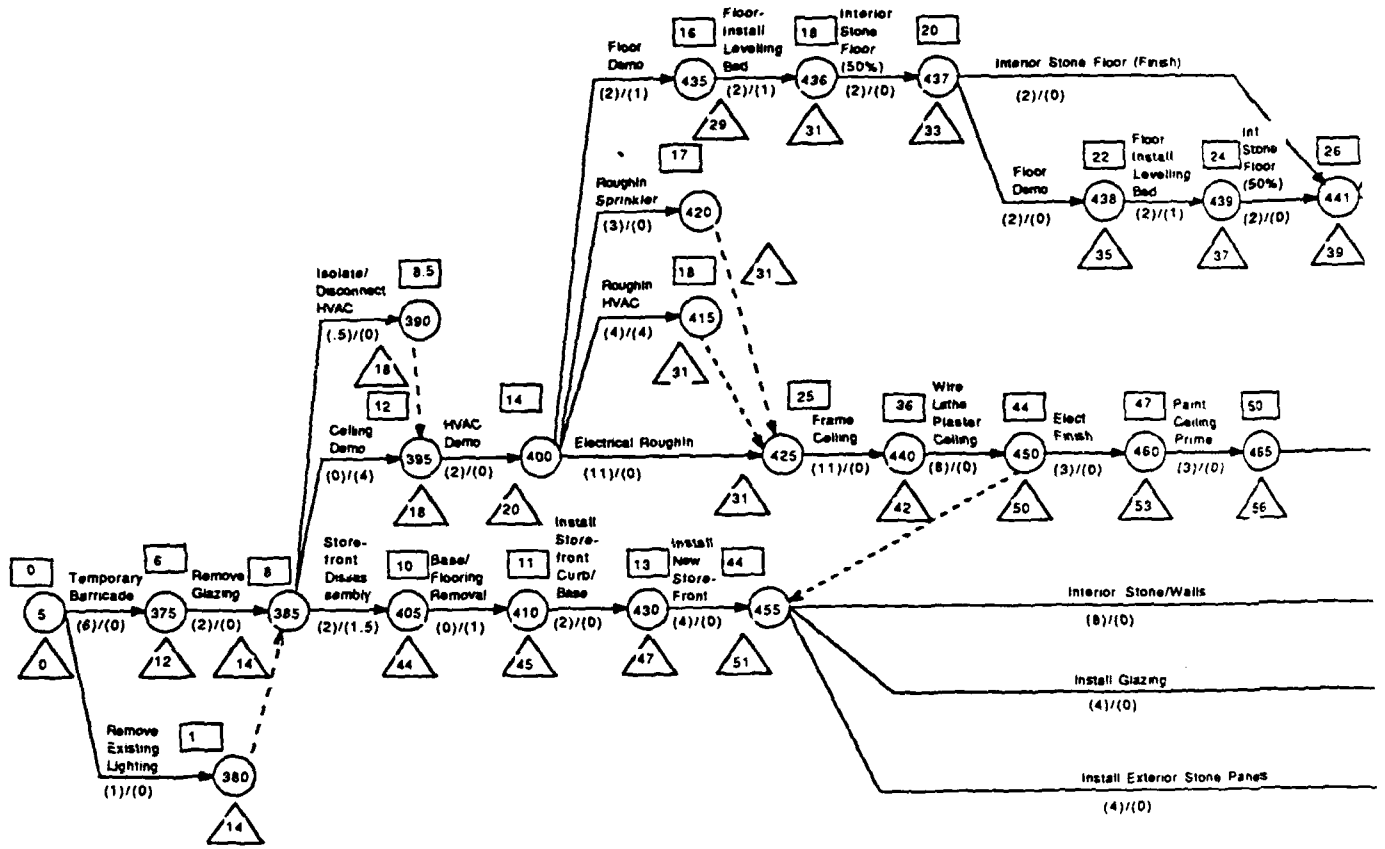 Floor-
Install
Levelling
Bed
Interior
Stone
Floor
(50%)
Floor
Demo
16
18
20
435
436
437
Interior Stone Floor (Finish)
(2)/(1)
(2)/(1)
(2)/(0)
(2)/(0)
29
31
33
17
Roughin
Sprinkler
420
(3)/(0)
22
Floor
Install
Levelling
Bed
24
Int
Stone
Floor
(50%)
26
Floor
Demo
438
439
441
(2)/(0)
(2)/(1)
(2)/(0)
35
37
39
Isolate/
Disconnect
HVAC
8.5
390
(.5)/(0)
18
Roughin
HVAC
18
415
(4)/(4)
31
31
12
Ceiling
Demo
395
(0)/(4)
18
HVAC
Demo
(2)/(0)
14
400
20
Electrical Roughin
(11)/(0)
25
425
31
Frame
Ceiling
(11)/(0)
36
440
42
Wire
Lathe
Plaster
Ceiling
(8)/(0)
44
450
50
Elect
Finish
(3)/(0)
47
460
53
Paint
Ceiling
Prime
(3)/(0)
50
465
56
0
5
0
Temporary
Barricade
(6)/(0)
6
375
12
Remove
Glazing
(2)/(0)
8
385
14
Store-
front
Disass
embly
(2)/(1.5)
10
405
44
Base/
Flooring
Removal
(0)/(1)
11
410
45
Install
Store-
front
Curb/
Base
(2)/(0)
13
430
47
Install
New
Store-
Front
(4)/(0)
44
455
51
Interior Stone/Walls
(8)/(0)
Install Glazing
(4)/(0)
Install Exterior Stone Panes
(4)/(0)
Remove
Existing
Lighting
1
380
(1)/(0)
14